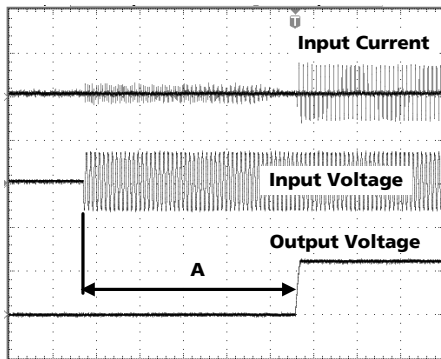 T
Input Current
Input Voltage
Output Voltage
A